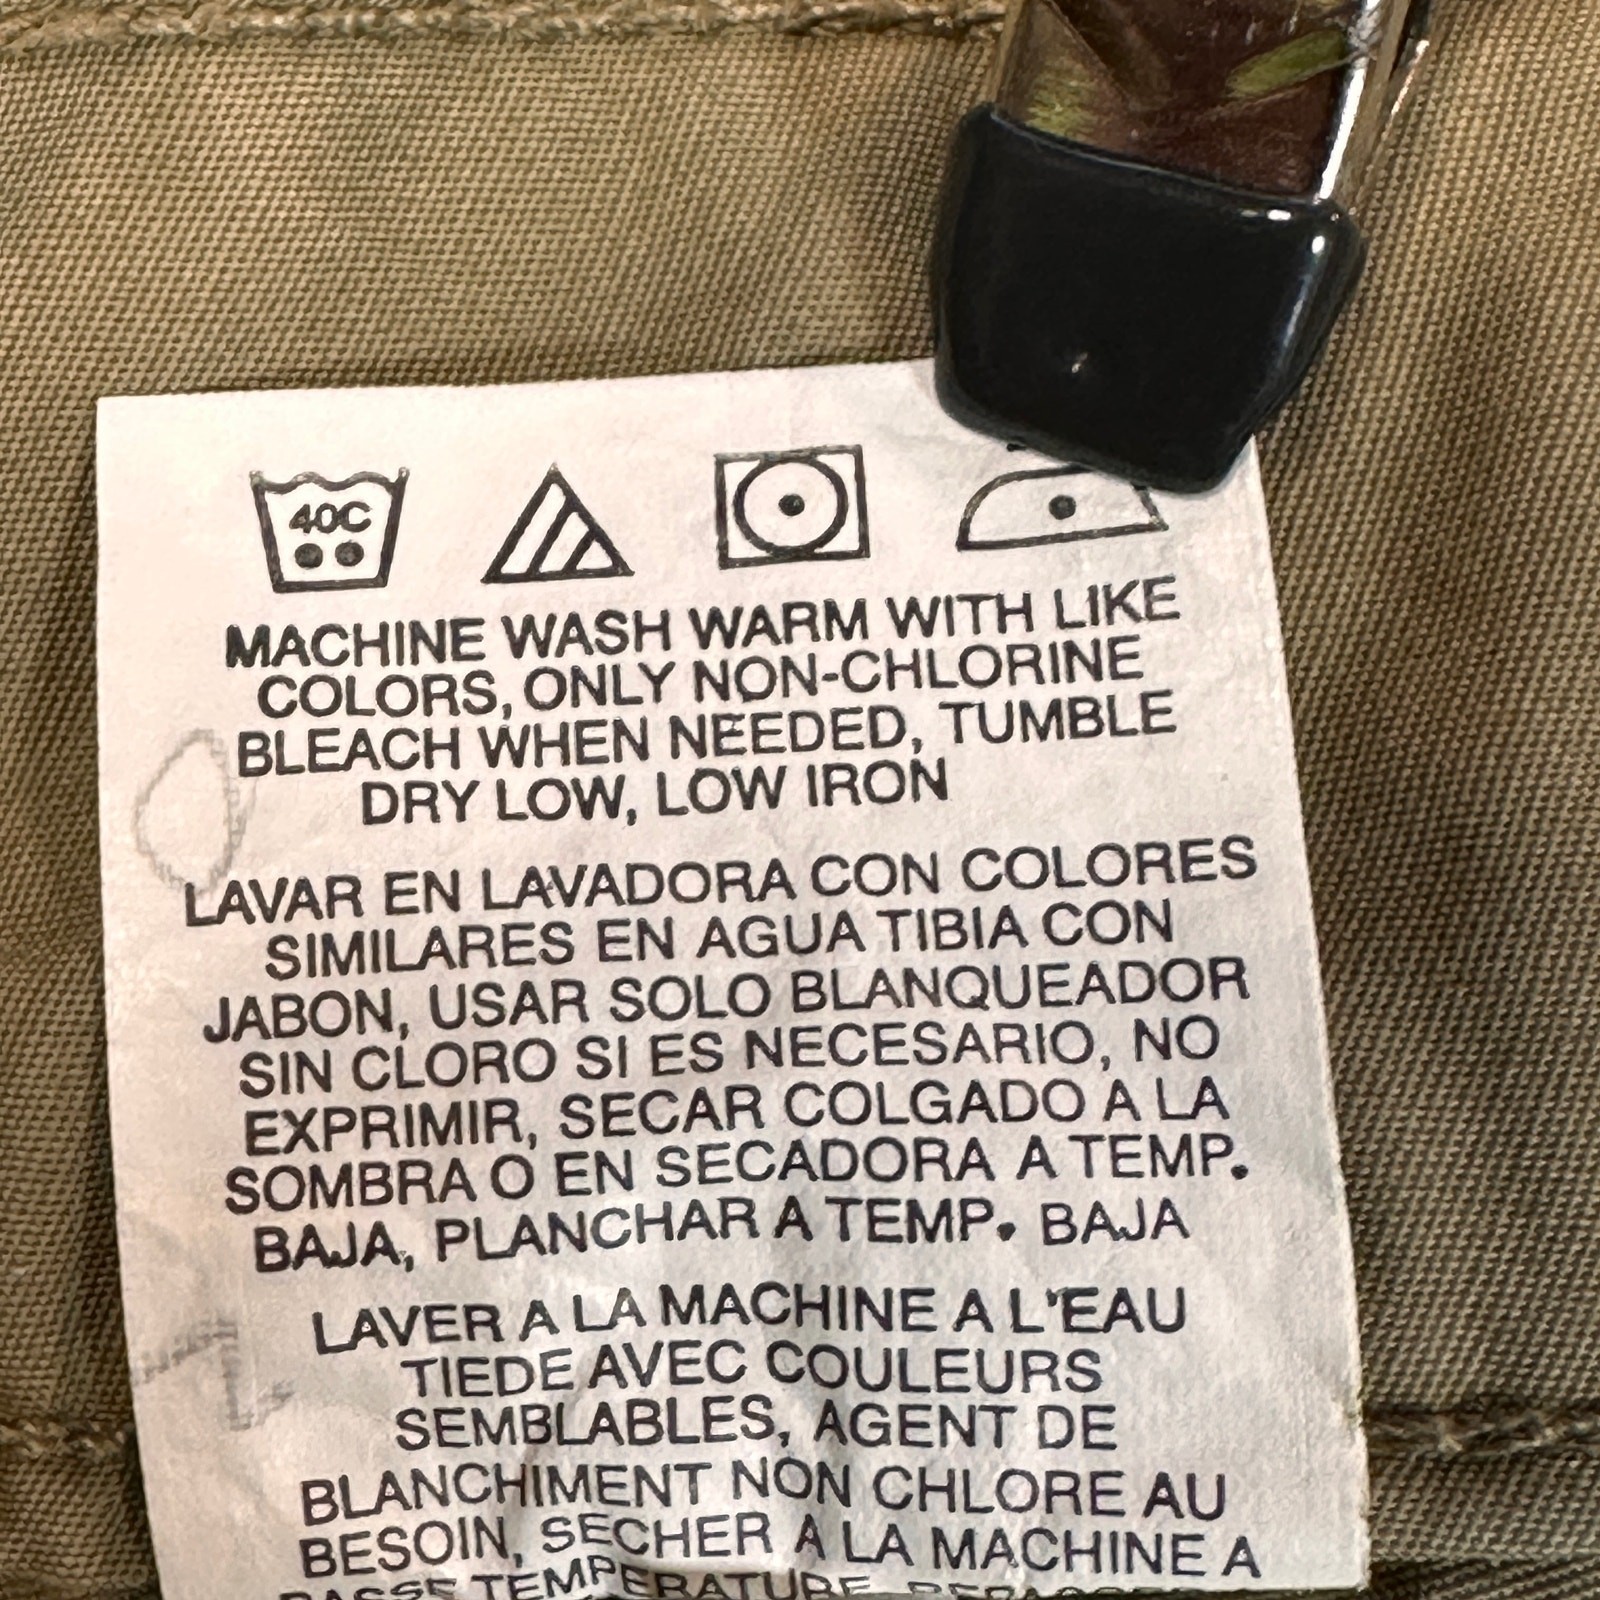 40C
MACHINE WASH WARM WITH LIKE
COLORS, ONLY NON-CHLORINE
BLEACH WHEN NEEDED, TUMBLE
DRY LOW, LOW IRON
LAVAR EN LAVADORA CON COLORES
SIMILARES EN AGUA TIBIA CON
JABON, USAR SOLO BLANQUEADOR
SIN CLORO SI ES NECESARIO, NO
EXPRIMIR, SECAR COLGADO A LA
SOMBRA O EN SECADORA A TEMP.
BAJA, PLANCHAR A TEMP. BAJA
LAVER A LA MACHINE A L'EAU
TIEDE AVEC COULEURS
SEMBLABLES, AGENT DE
BLANCHIMENT NON CHLORE AU
BESOIN, SECHER A LA MACHINE A
BASSE TEMPERATURE